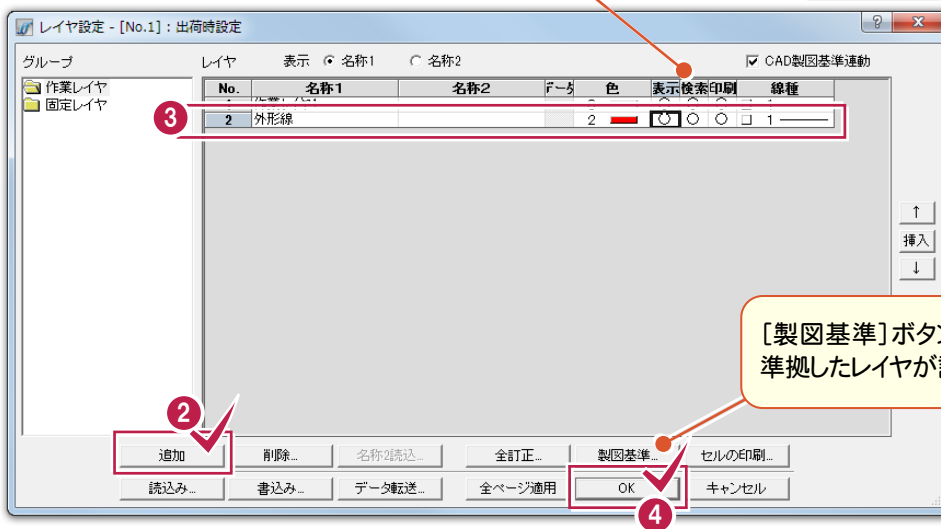 レイヤ設定 - [No.1] : 出荷時設定
グループ レイヤ 表示 名称1 名称2 CAD製図基準連動
作業レイヤ
固定レイヤ
No. 名称1 名称2 データ 色 表示 検索 印刷 線種
3
2 外形線 2 1
↑
挿入
↓
[製図基準]ボタン
準拠したレイヤが
2
追加 削除... 名称2読込... 全訂正... 製図基準... セルの印刷...
読込み... 書込み... データ転送... 全ページ適用 OK キャンセル
4